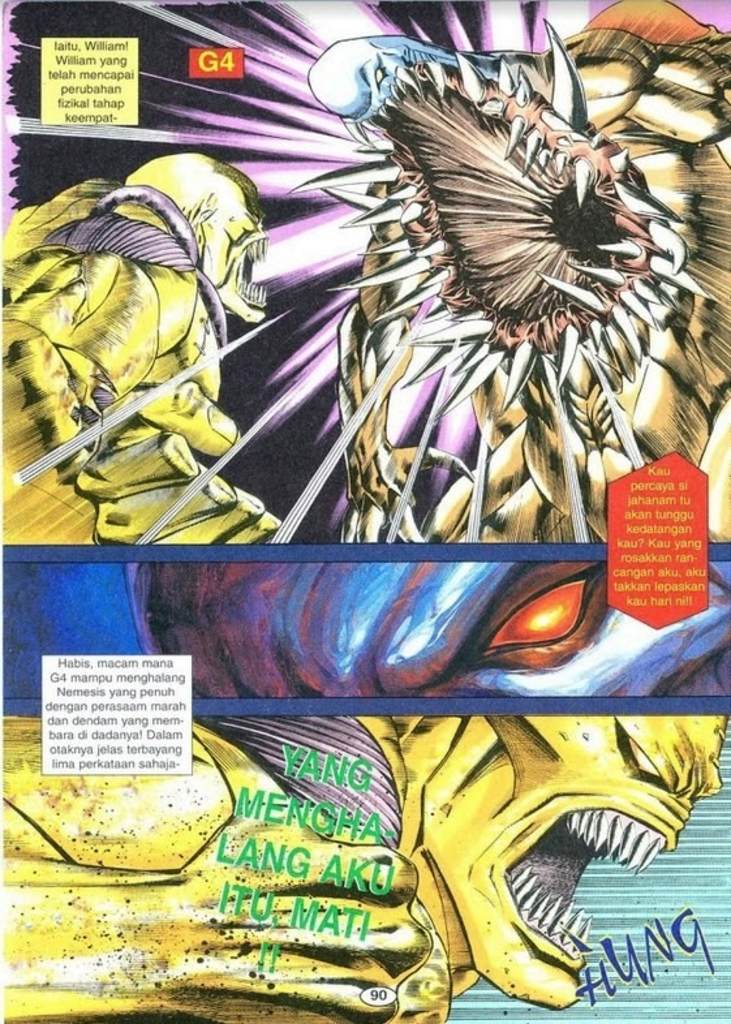 Iaitu, William!
William yang
telah mencapai
perubahan
fizikal tahap
keempat-
G4
Kau
percaya si
jahanam tu
akan tunggu
kedatangan
kau? Kau yang
rosakkan ran-
cangan aku, aku
takkan lepaskan
kau hari ni!!
Habis, macam mana
G4 mampu menghalang
Nemesis yang penuh
dengan perasaam marah
dan dendam yang mem-
bara di dadanya! Dalam
otaknya jelas terbayang
lima perkataan sahaja-
YANG
MENGHA-
LANG AKU
ITU, MATI
!!
HUNG
90